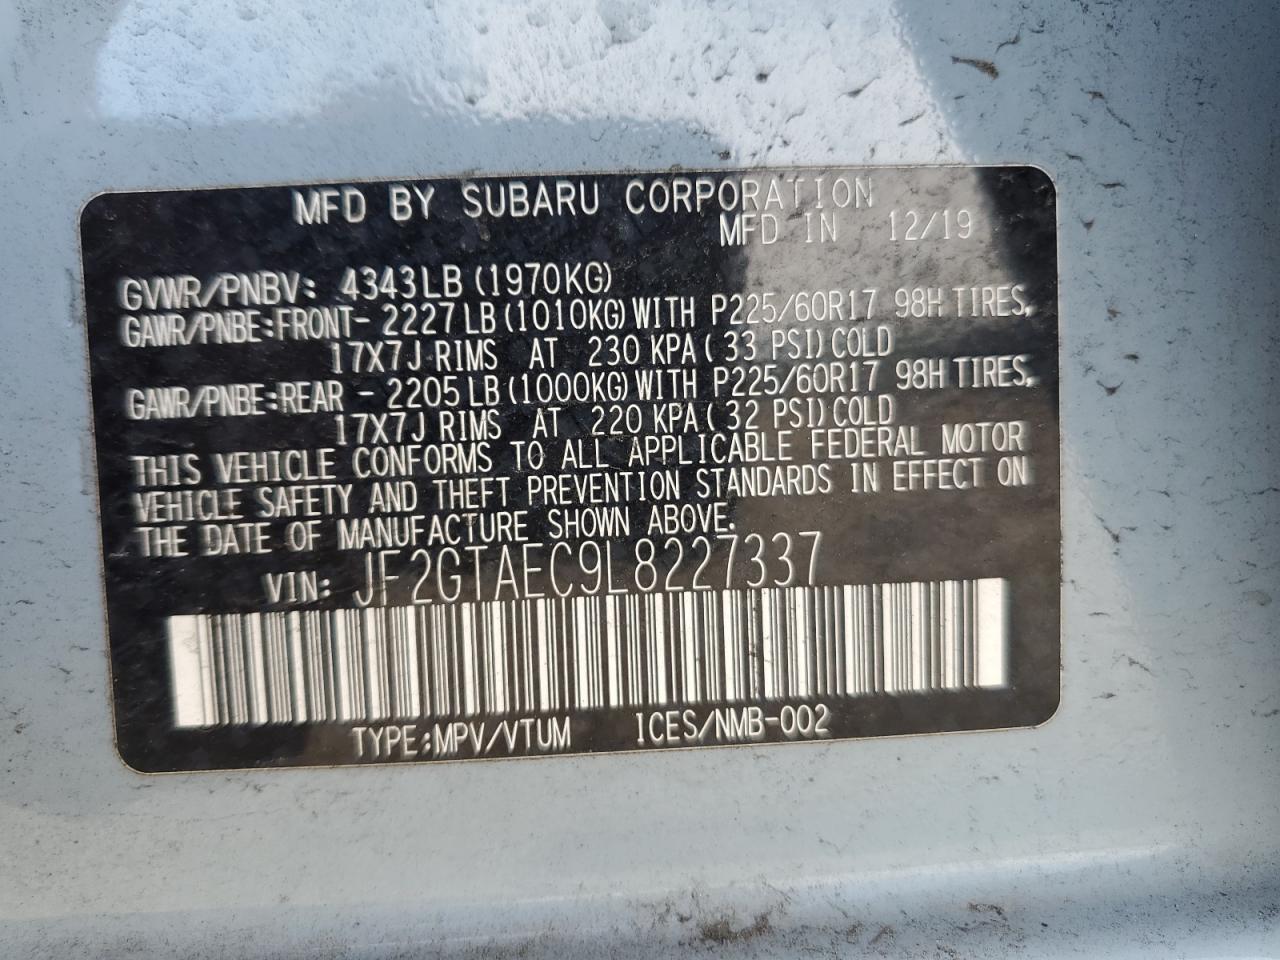 MFD BY SUBARU CORPORATION
MFD IN 12/19
GVWR/PNBV: 4343LB (1970KG)
GAWR/PNBE:FRONT- 2227LB (1010KG) WITH P225/60R17 98H TIRES,
17X7J RIMS AT 230 KPA ( 33 PSI) COLD
GAWR/PNBE:REAR - 2205LB (1000KG) WITH P225/60R17 98H TIRES,
17X7J RIMS AT 220 KPA ( 32 PSI) COLD
THIS VEHICLE CONFORMS TO ALL APPLICABLE FEDERAL MOTOR
VEHICLE SAFETY AND THEFT PREVENTION STANDARDS IN EFFECT ON
THE DATE OF MANUFACTURE SHOWN ABOVE.
VIN: JF2GTAEC9L8227337
TYPE:MPV/VTUM ICES/NMB-002